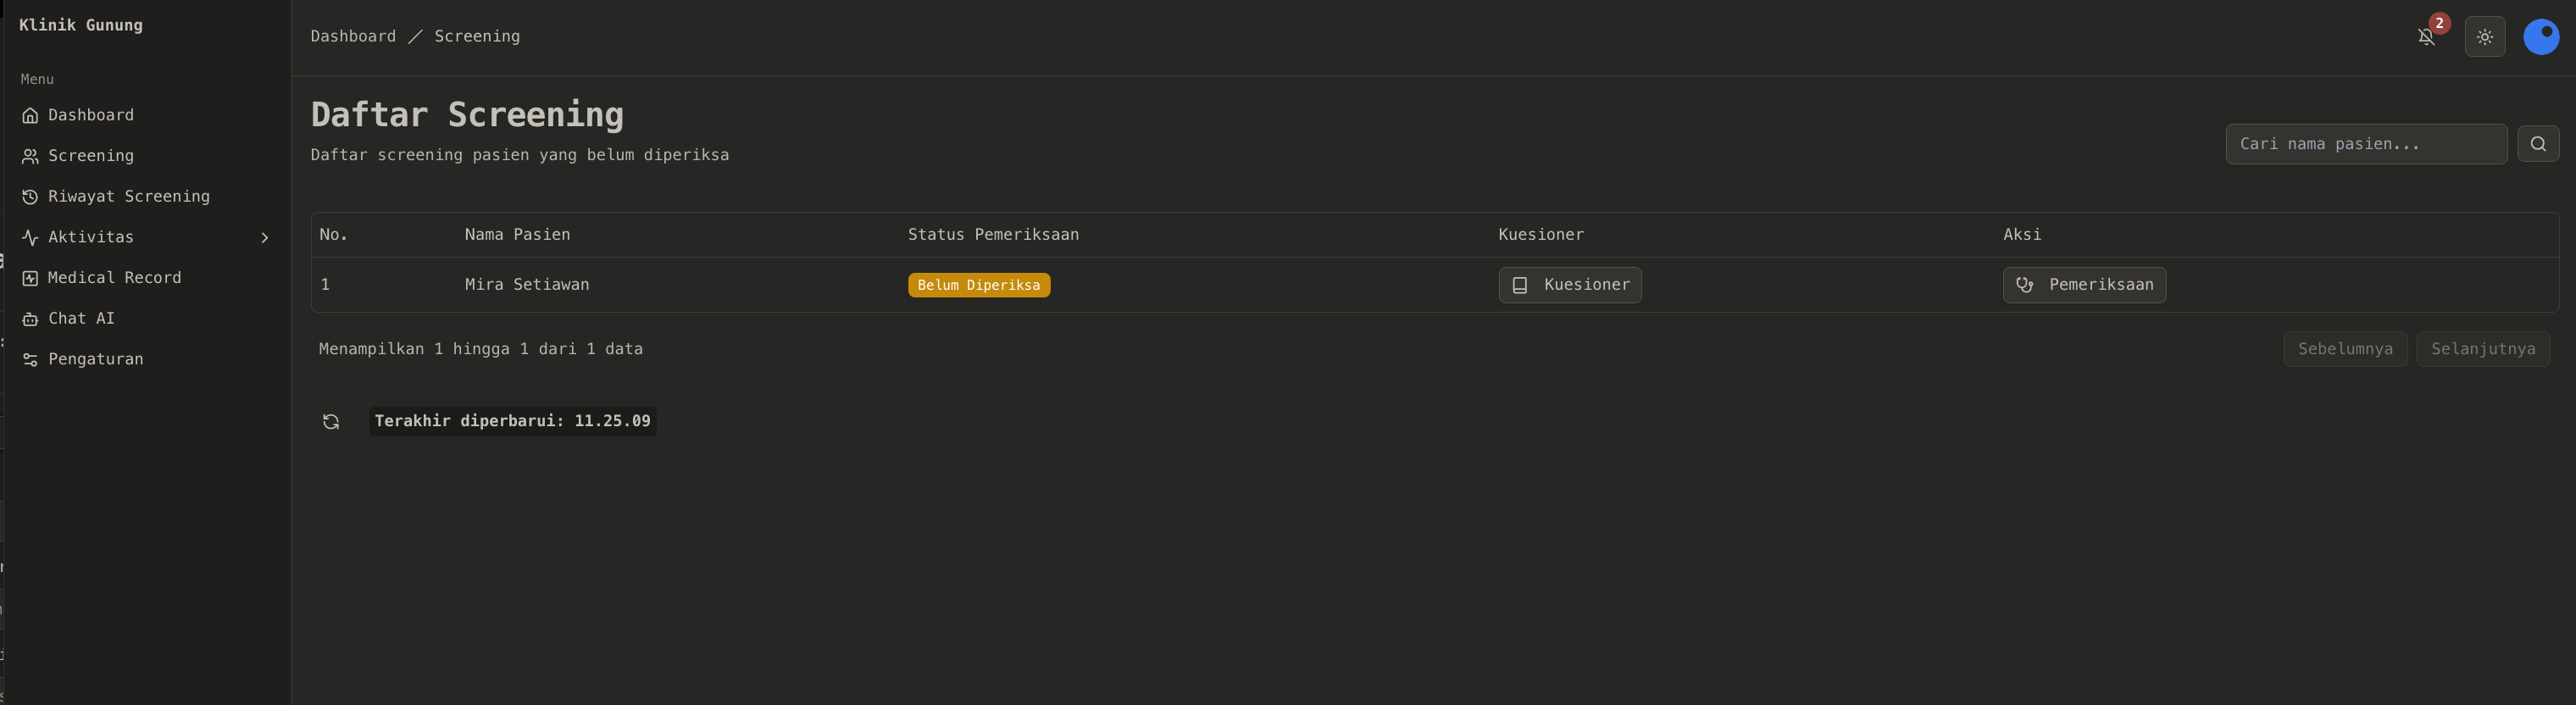 Klinik Gunung
Menu
Dashboard
Screening
Riwayat Screening
Aktivitas
Medical Record
Chat AI
Pengaturan
Dashboard / Screening
2
Daftar Screening
Daftar screening pasien yang belum diperiksa
Cari nama pasien...
No. Nama Pasien Status Pemeriksaan Kuesioner Aksi
1 Mira Setiawan Belum Diperiksa Kuesioner Pemeriksaan
Menampilkan 1 hingga 1 dari 1 data
Sebelumnya Selanjutnya
Terakhir diperbarui: 11.25.09